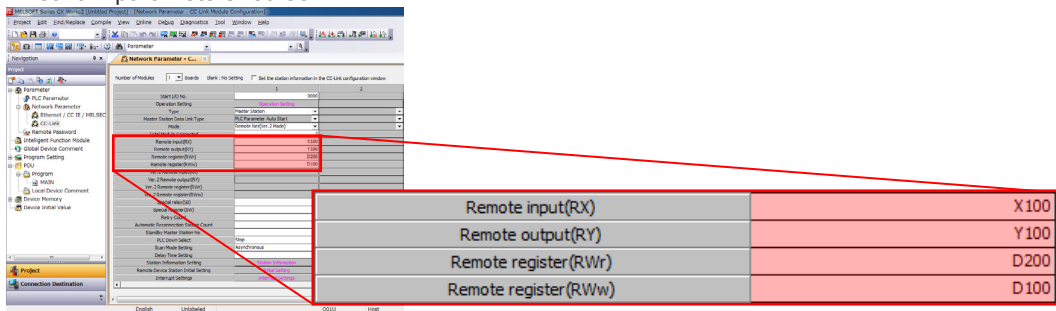 MELSOFT Series GX Works2 (Untitled Project) - [Network Parameter - CC-Link Module Configuration]
Project Edit Find/Replace Compile View Online Debug Diagnostics Tool Window Help
Parameter
Navigation
Network Parameter - C...
Project
Number of Modules 1 Boards Blank : No Setting Set the station information in the CC-Link configuration window
Parameter
PLC Parameter
Network Parameter
Ethernet / CC IE / MELSEC
CC-Link
Remote Password
Intelligent Function Module
Global Device Comment
Program Setting
POU
Program
MAIN
Local Device Comment
Device Memory
Device Initial Value
Project
Connection Destination
1 2
Start I/O No. 0000
Operation Setting Operation Setting
Type Master Station
Master Station Data Link Type PLC Parameter Auto Start
Mode Remote Net(Ver.2 Mode)
Remote input(RX) X100
Remote output(RY) Y100
Remote register(RWr) D200
Remote register(RWw) D100
Ver.2 Remote output(RY)
Ver.2 Remote register(RWr)
Ver.2 Remote register(RWw)
Special relay(SB)
Special register(SW)
Retry Count
Automatic Reconnection Station Count
Standby Master Station No.
PLC Down Select Stop
Scan Mode Setting Asynchronous
Delay Time Setting
Station Information Setting Station Information
Remote Device Station Initial Setting Initial Setting
Interrupt Settings Interrupt Settings
Remote input(RX) X100
Remote output(RY) Y100
Remote register(RWr) D200
Remote register(RWw) D100
English Unlabeled Q01U Host